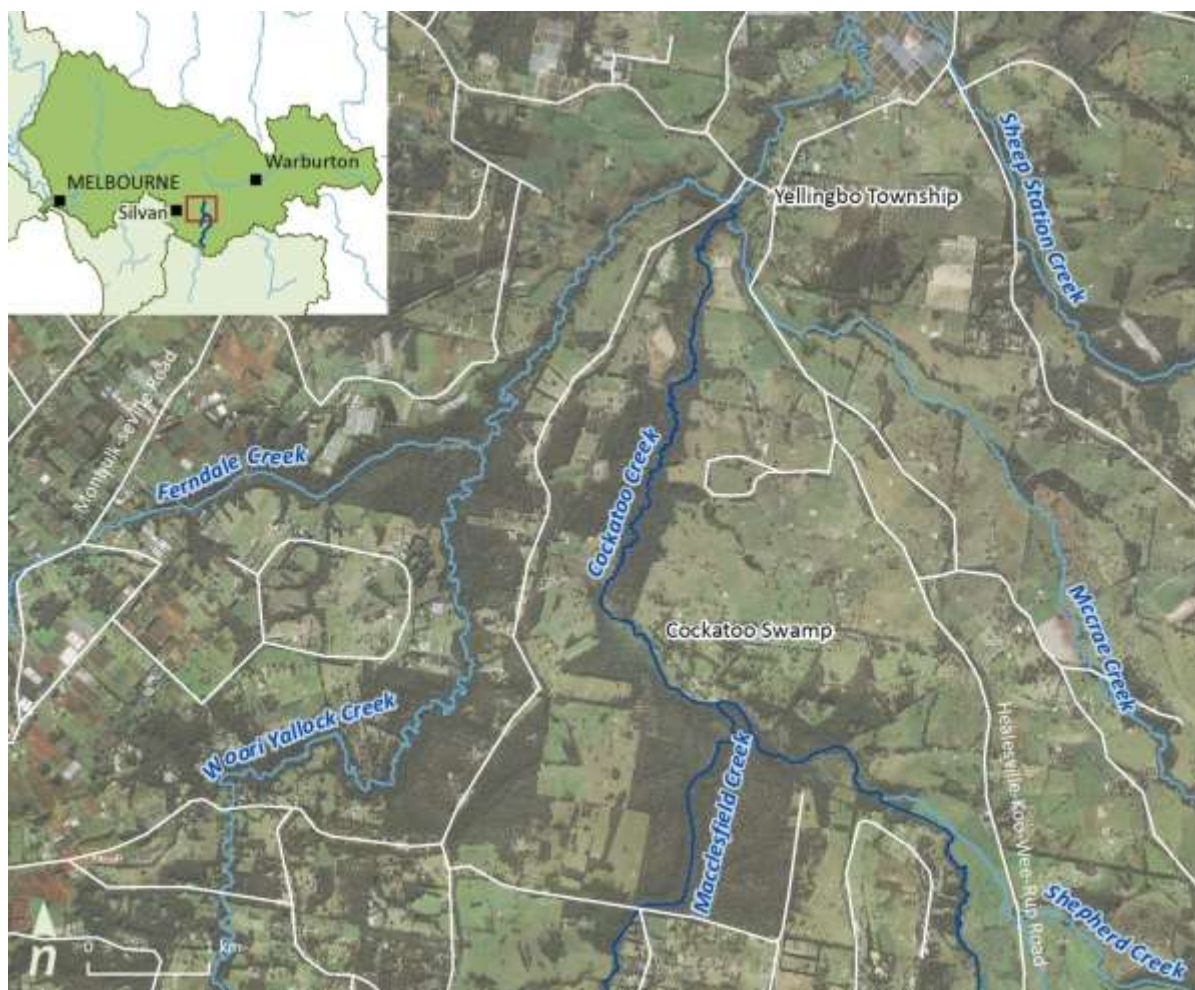 Warburton
MELBOURNE
Silvan
Yellingbo Township
Sheep Station Creek
Monbulk-Seville Road
Ferndale Creek
Cockatoo Creek
Cockatoo Swamp
Mccrae Creek
Woori Yallock Creek
Macclesfield Creek
Healesville-Koo-Wee-Rup Road
Shepherd Creek
n
0
km